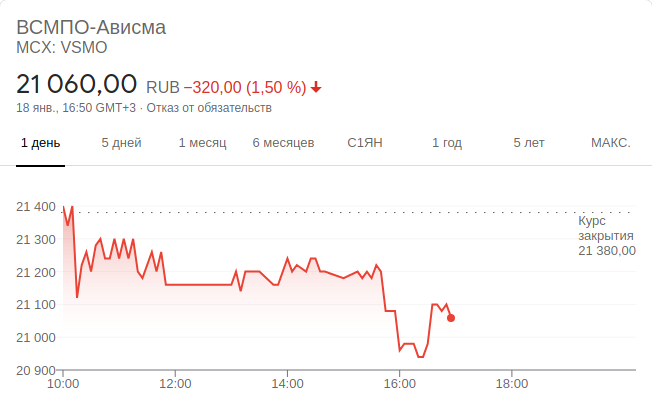 ВСМПО-Ависма
MCX: VSMO
21 060,00 RUB −320,00 (1,50 %)
18 янв., 16:50 GMT+3 · Отказ от обязательств
1 день 5 дней 1 месяц 6 месяцев С1ЯН 1 год 5 лет МАКС.
21 400
Курс
закрытия
21 380,00
21 300
21 200
21 100
21 000
20 900
10:00 12:00 14:00 16:00 18:00